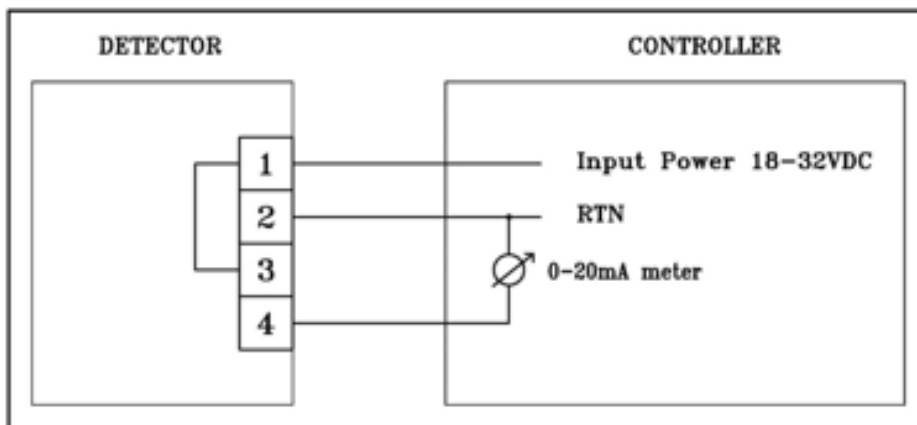 DETECTOR
CONTROLLER
1
Input Power 18-32VDC
2
RTN
3
0-20mA meter
4